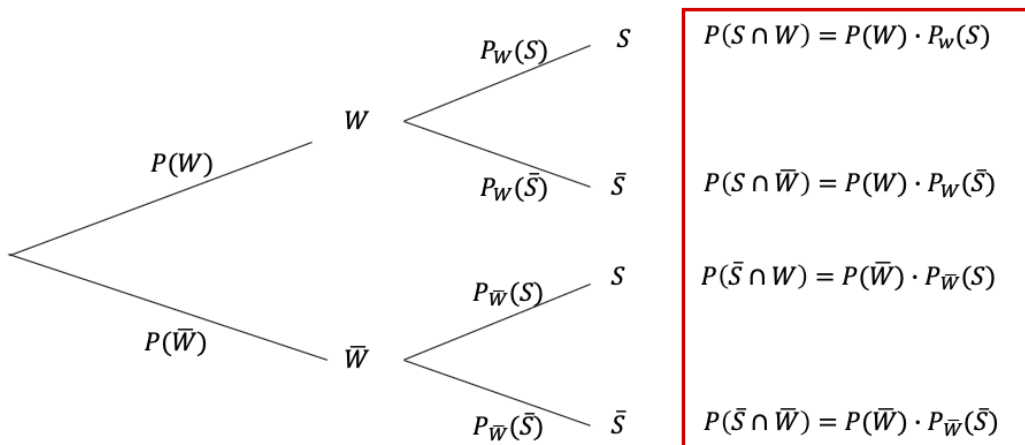 P_W(S) S P(S ∩ W) = P(W) · P_w(S)
W
P(W)
P_W(S̄) S̄ P(S ∩ W̄) = P(W) · P_W(S̄)
P_W̄(S) S P(S̄ ∩ W) = P(W̄) · P_W̄(S)
P(W̄)
W̄
P_W̄(S̄) S̄ P(S̄ ∩ W̄) = P(W̄) · P_W̄(S̄)